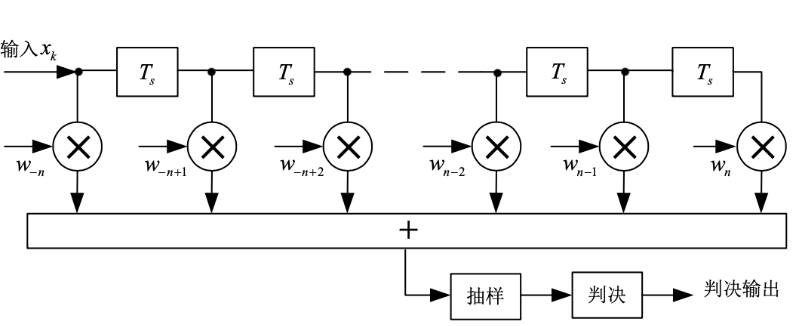 输入 x_k
T_s T_s T_s T_s
w_{-n} w_{-n+1} w_{-n+2} w_{n-2} w_{n-1} w_n
+
抽样 判决 判决输出